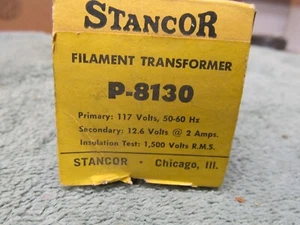 STANCOR
FILAMENT TRANSFORMER
P-8130
Primary: 117 Volts, 50-60 Hz
Secondary: 12.6 Volts @ 2 Amps.
Insulation Test: 1,500 Volts R.M.S.
STANCOR • Chicago, Ill.